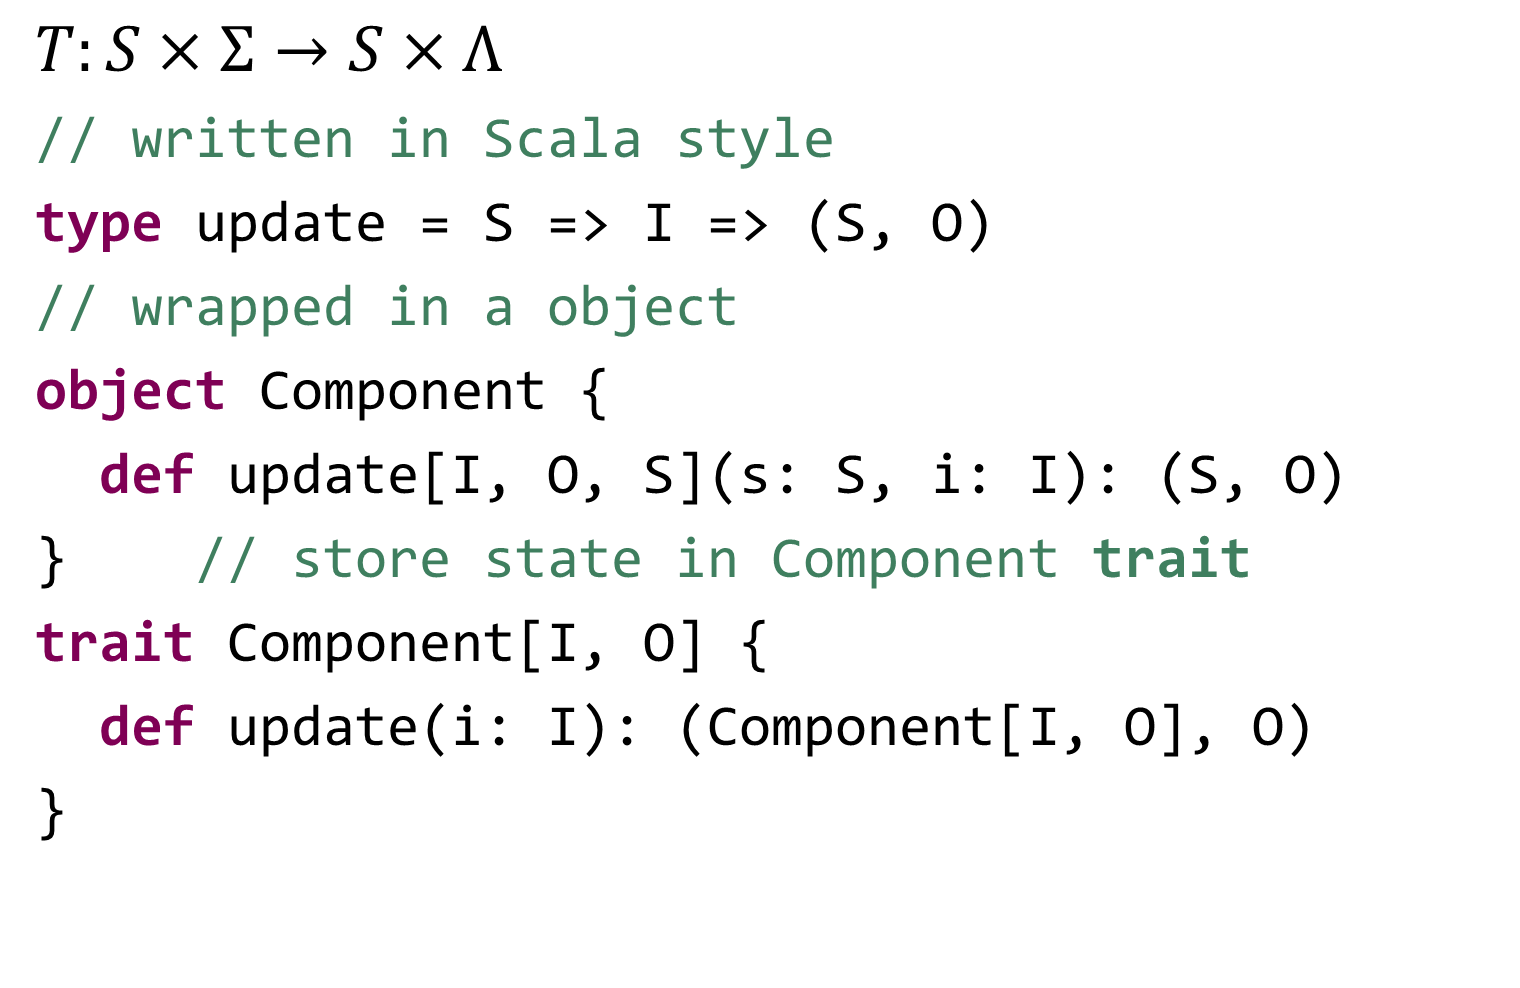 T: S × Σ → S × Λ
// written in Scala style
type update = S => I => (S, O)
// wrapped in a object
object Component {
  def update[I, O, S](s: S, i: I): (S, O)
}    // store state in Component trait
trait Component[I, O] {
  def update(i: I): (Component[I, O], O)
}